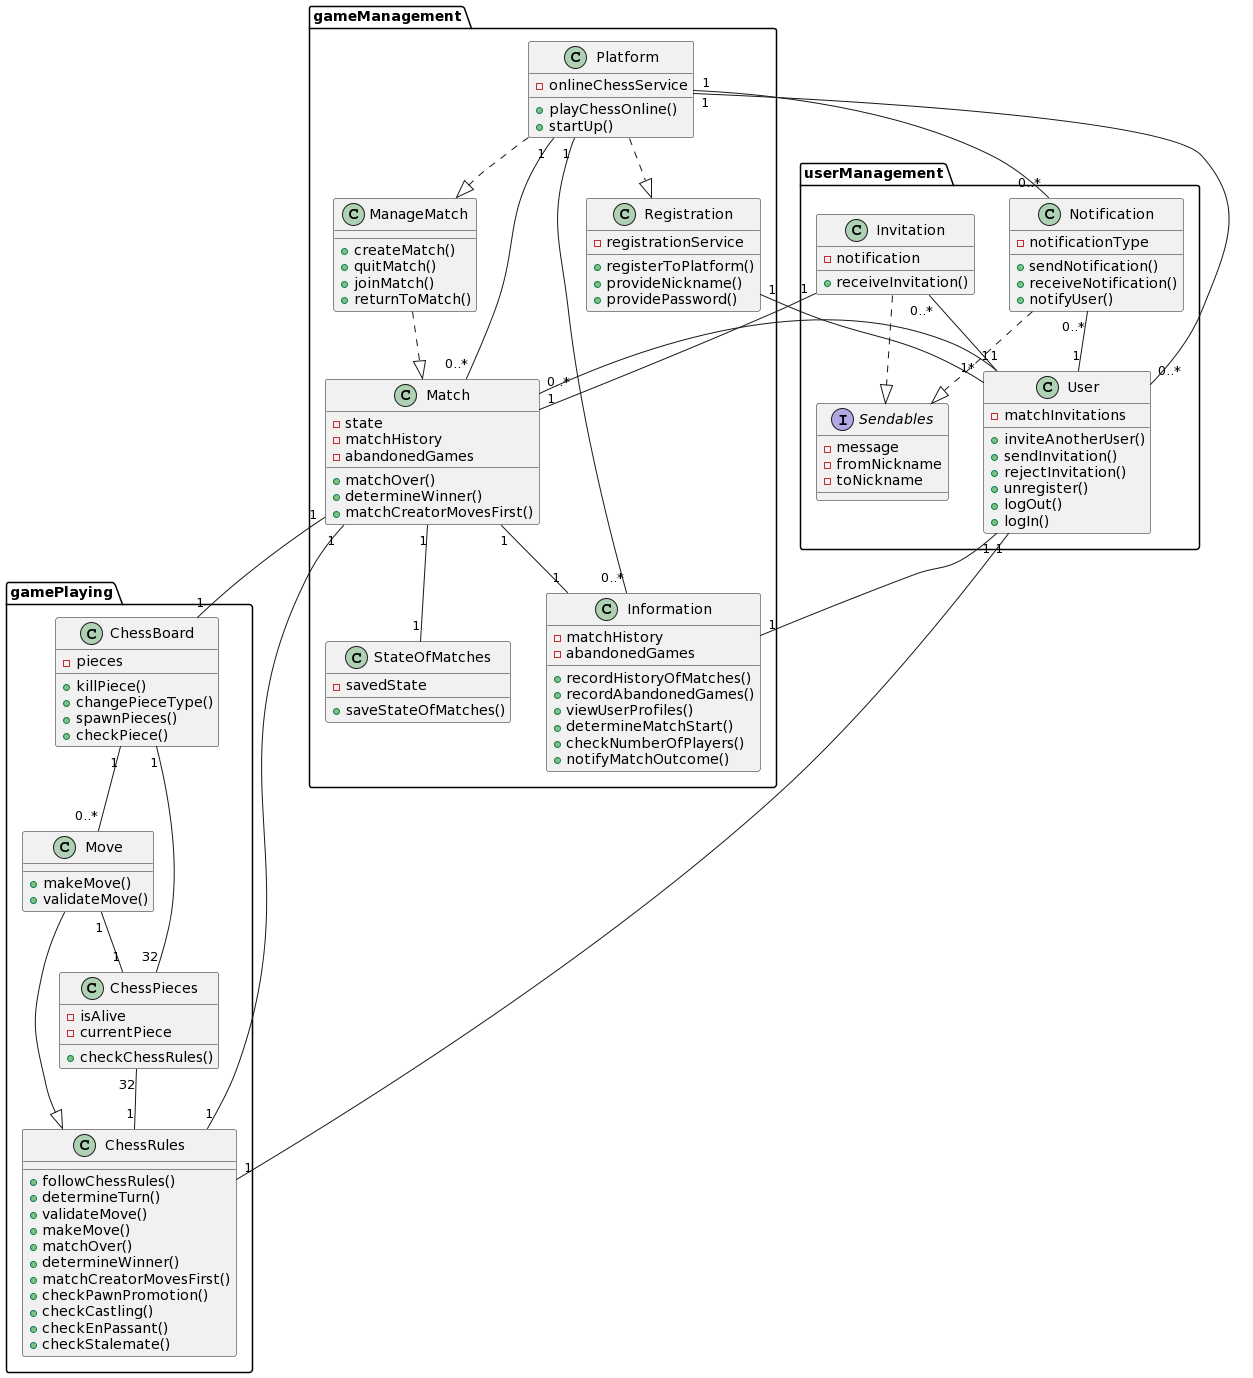 gameManagement
C Platform
onlineChessService
playChessOnline()
startUp()
1
1
1
1
0..*
C ManageMatch
createMatch()
quitMatch()
joinMatch()
returnToMatch()
C Registration
registrationService
registerToPlatform()
provideNickname()
providePassword()
1
userManagement
C Invitation
notification
receiveInvitation()
1
0..*
C Notification
notificationType
sendNotification()
receiveNotification()
notifyUser()
0..*
1
1
1
1*
0..*
0..*
0..*
1
C Match
state
matchHistory
abandonedGames
matchOver()
determineWinner()
matchCreatorMovesFirst()
1
1
1
1
I Sendables
message
fromNickname
toNickname
C User
matchInvitations
inviteAnotherUser()
sendInvitation()
rejectInvitation()
unregister()
logOut()
logIn()
1
1
1
0..*
1
1
C StateOfMatches
savedState
saveStateOfMatches()
C Information
matchHistory
abandonedGames
recordHistoryOfMatches()
recordAbandonedGames()
viewUserProfiles()
determineMatchStart()
checkNumberOfPlayers()
notifyMatchOutcome()
gamePlaying
1
C ChessBoard
pieces
killPiece()
changePieceType()
spawnPieces()
checkPiece()
1
1
0..*
C Move
makeMove()
validateMove()
1
1
32
C ChessPieces
isAlive
currentPiece
checkChessRules()
32
1
1
1
C ChessRules
followChessRules()
determineTurn()
validateMove()
makeMove()
matchOver()
determineWinner()
matchCreatorMovesFirst()
checkPawnPromotion()
checkCastling()
checkEnPassant()
checkStalemate()